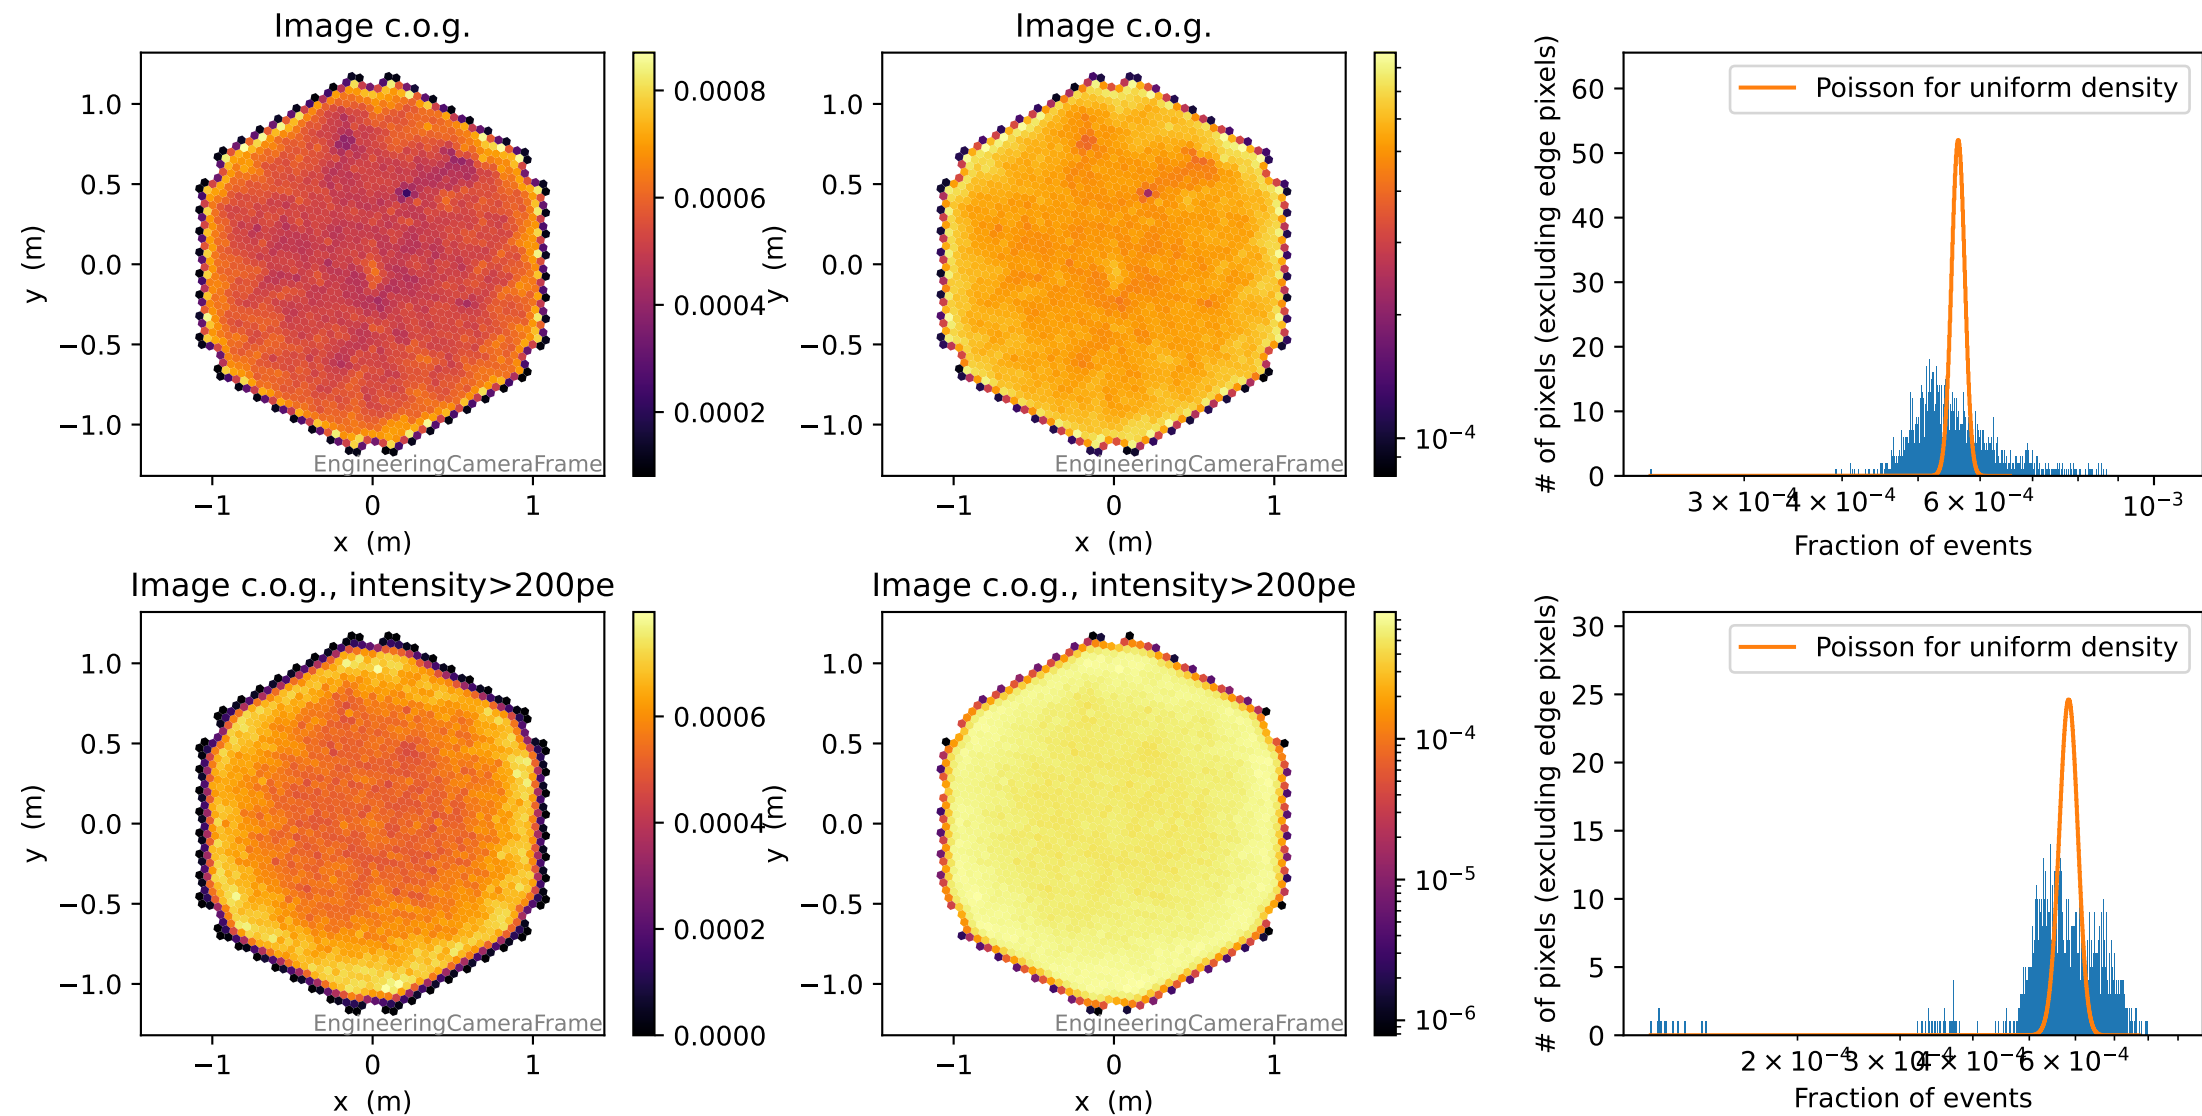 Image c.o.g.
Image c.o.g.
1.0
0.5
0.0
−0.5
−1.0
y (m)
−1
0
1
x (m)
EngineeringCameraFrame
0.0008
0.0006
0.0004
0.0002
1.0
0.5
0.0
−0.5
−1.0
y (m)
−1
0
1
x (m)
EngineeringCameraFrame
10⁻⁴
# of pixels (excluding edge pixels)
60
50
40
30
20
10
0
Poisson for uniform density
3 × 10⁻⁴
4 × 10⁻⁴
6 × 10⁻⁴
10⁻³
Fraction of events
Image c.o.g., intensity>200pe
Image c.o.g., intensity>200pe
1.0
0.5
0.0
−0.5
−1.0
y (m)
−1
0
1
x (m)
EngineeringCameraFrame
0.0006
0.0004
0.0002
0.0000
1.0
0.5
0.0
−0.5
−1.0
y (m)
−1
0
1
x (m)
EngineeringCameraFrame
10⁻⁴
10⁻⁵
10⁻⁶
# of pixels (excluding edge pixels)
30
25
20
15
10
5
0
Poisson for uniform density
2 × 10⁻⁴
3 × 10⁻⁴
4 × 10⁻⁴
6 × 10⁻⁴
Fraction of events